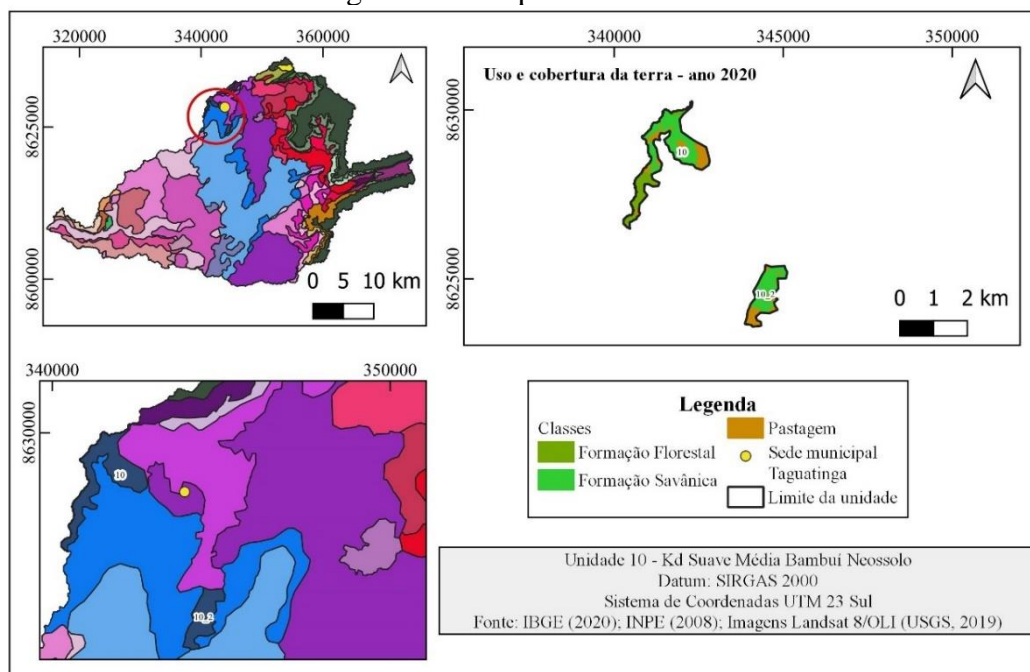 320000 340000 360000
8625000
8600000
0 5 10 km
340000 345000 350000
Uso e cobertura da terra - ano 2020
8630000
8625000
10
10_2
0 1 2 km
340000 350000
8630000
10
10_2
Legenda
Classes
Formação Florestal
Formação Savânica
Pastagem
Sede municipal
Taguatinga
Limite da unidade
Unidade 10 - Kd Suave Média Bambuí Neossolo
Datum: SIRGAS 2000
Sistema de Coordenadas UTM 23 Sul
Fonte: IBGE (2020); INPE (2008); Imagens Landsat 8/OLI (USGS, 2019)